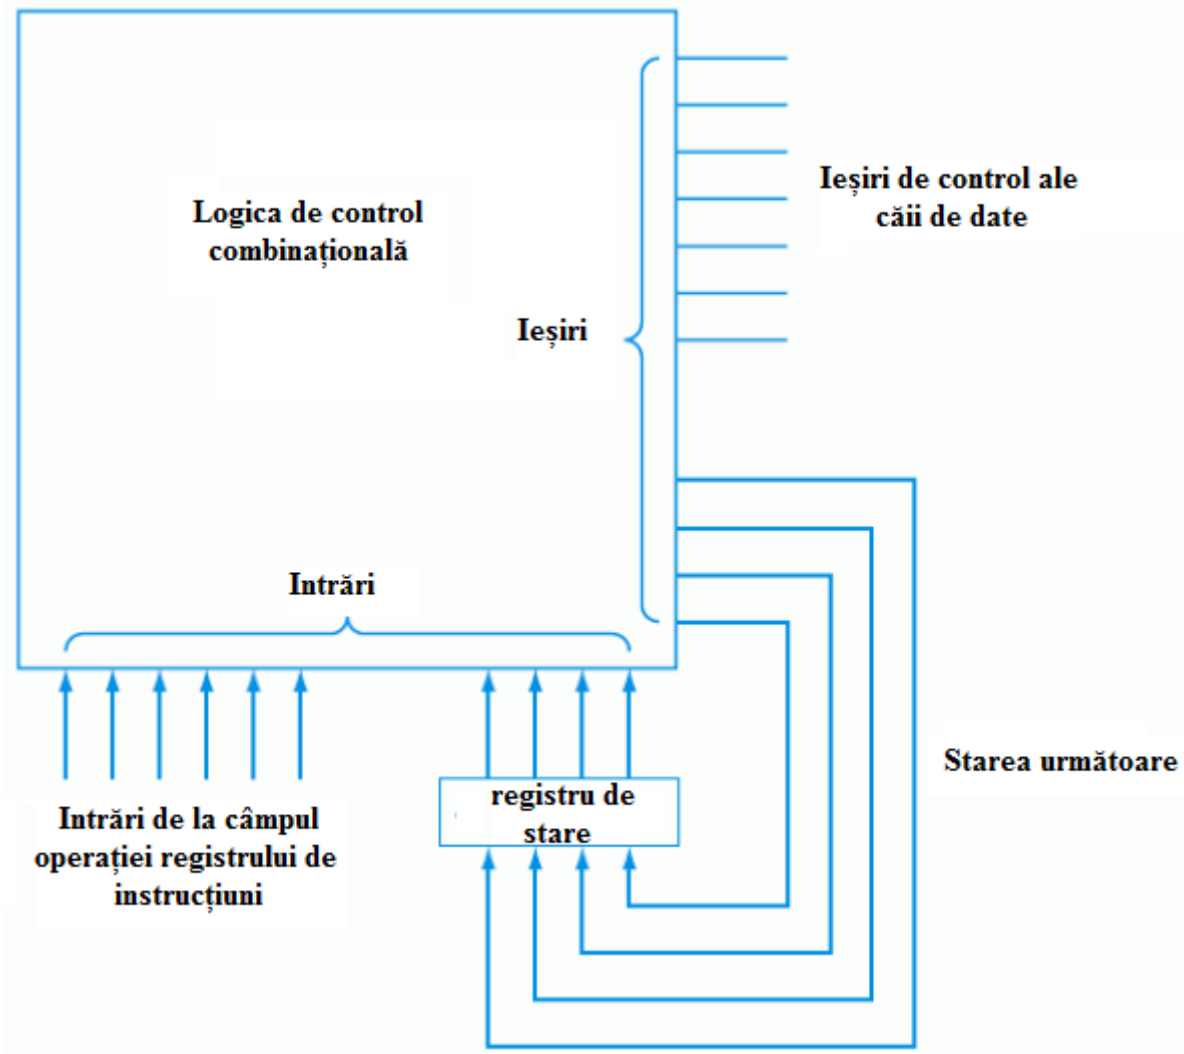 Logica de control
combinațională
Ieșiri de control ale
căii de date
Ieșiri
Intrări
Starea următoare
registru de
stare
Intrări de la câmpul
operației registrului de
instrucțiuni